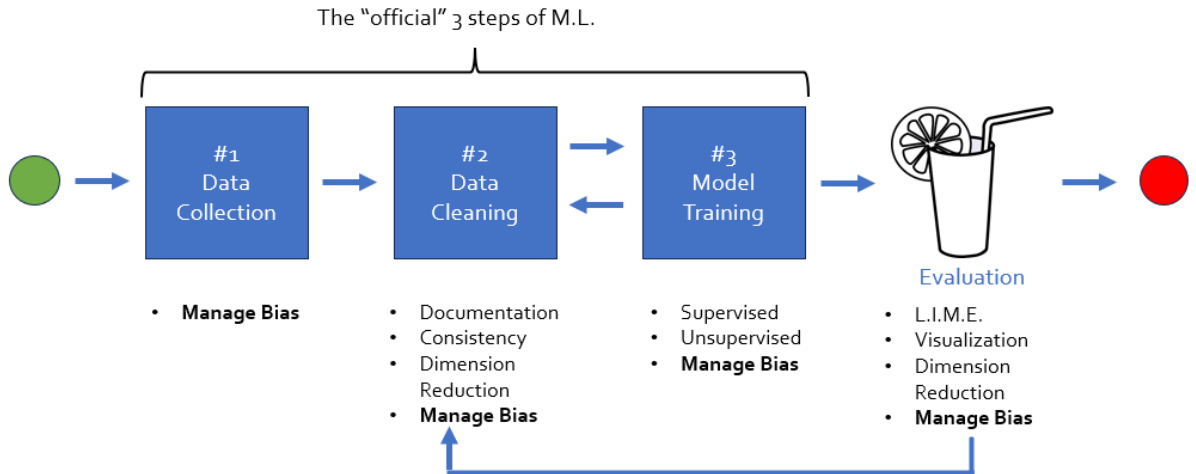 The “official” 3 steps of M.L.
#1
Data
Collection
#2
Data
Cleaning
#3
Model
Training
Evaluation
• Manage Bias
• Documentation
• Consistency
• Dimension
Reduction
• Manage Bias
• Supervised
• Unsupervised
• Manage Bias
• L.I.M.E.
• Visualization
• Dimension
Reduction
• Manage Bias